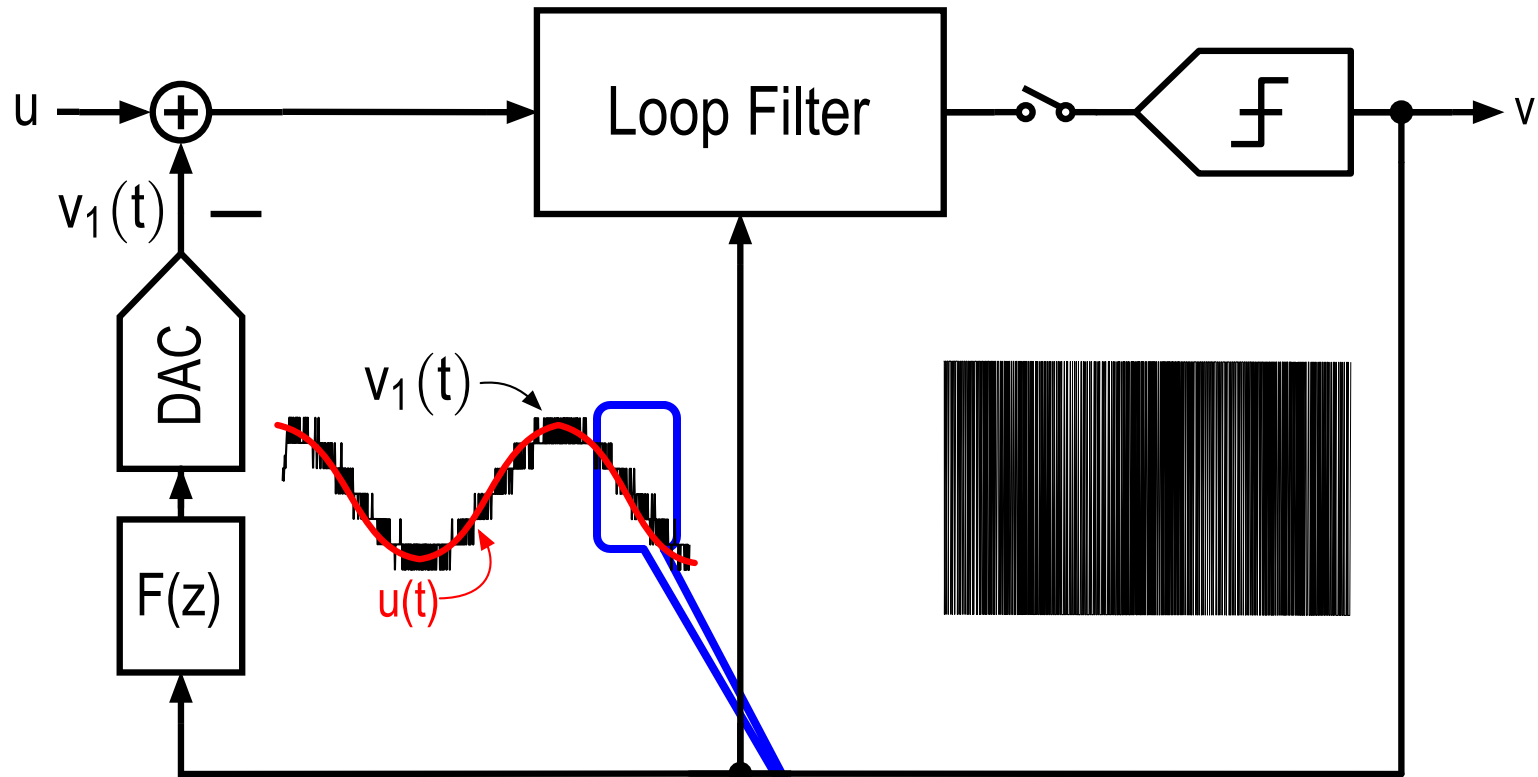 u
Loop Filter
v
v₁(t)
DAC
v₁(t)
u(t)
F(z)